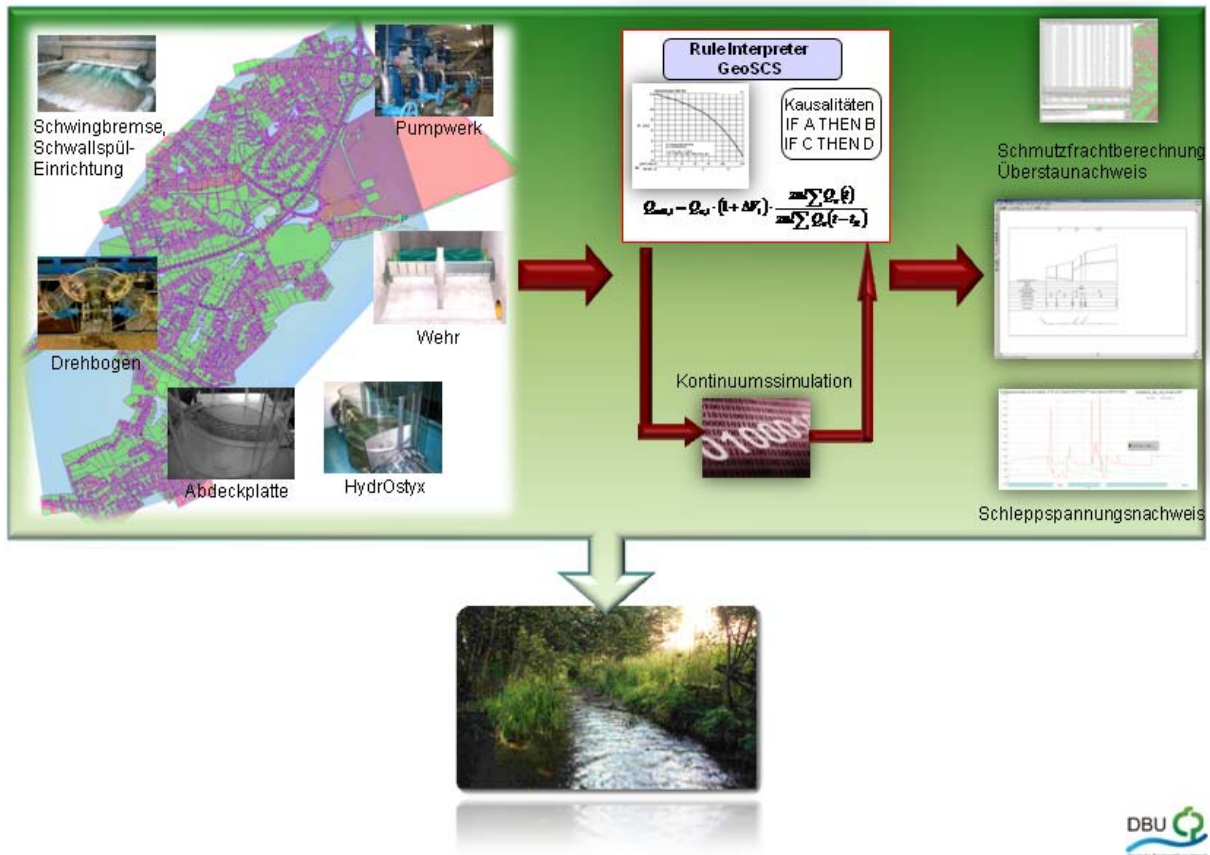 Schwingbremse,
Schwallspül-
Einrichtung
Pumpwerk
Drehbogen
Wehr
Abdeckplatte
HydrOstyx
Rule Interpreter
GeoSCS
Kausalitäten
IF A THEN B
IF C THEN D
Kontinuumssimulation
Schmutzfrachtberechnung
Überstaunachweis
Schleppspannungsnachweis
DBU